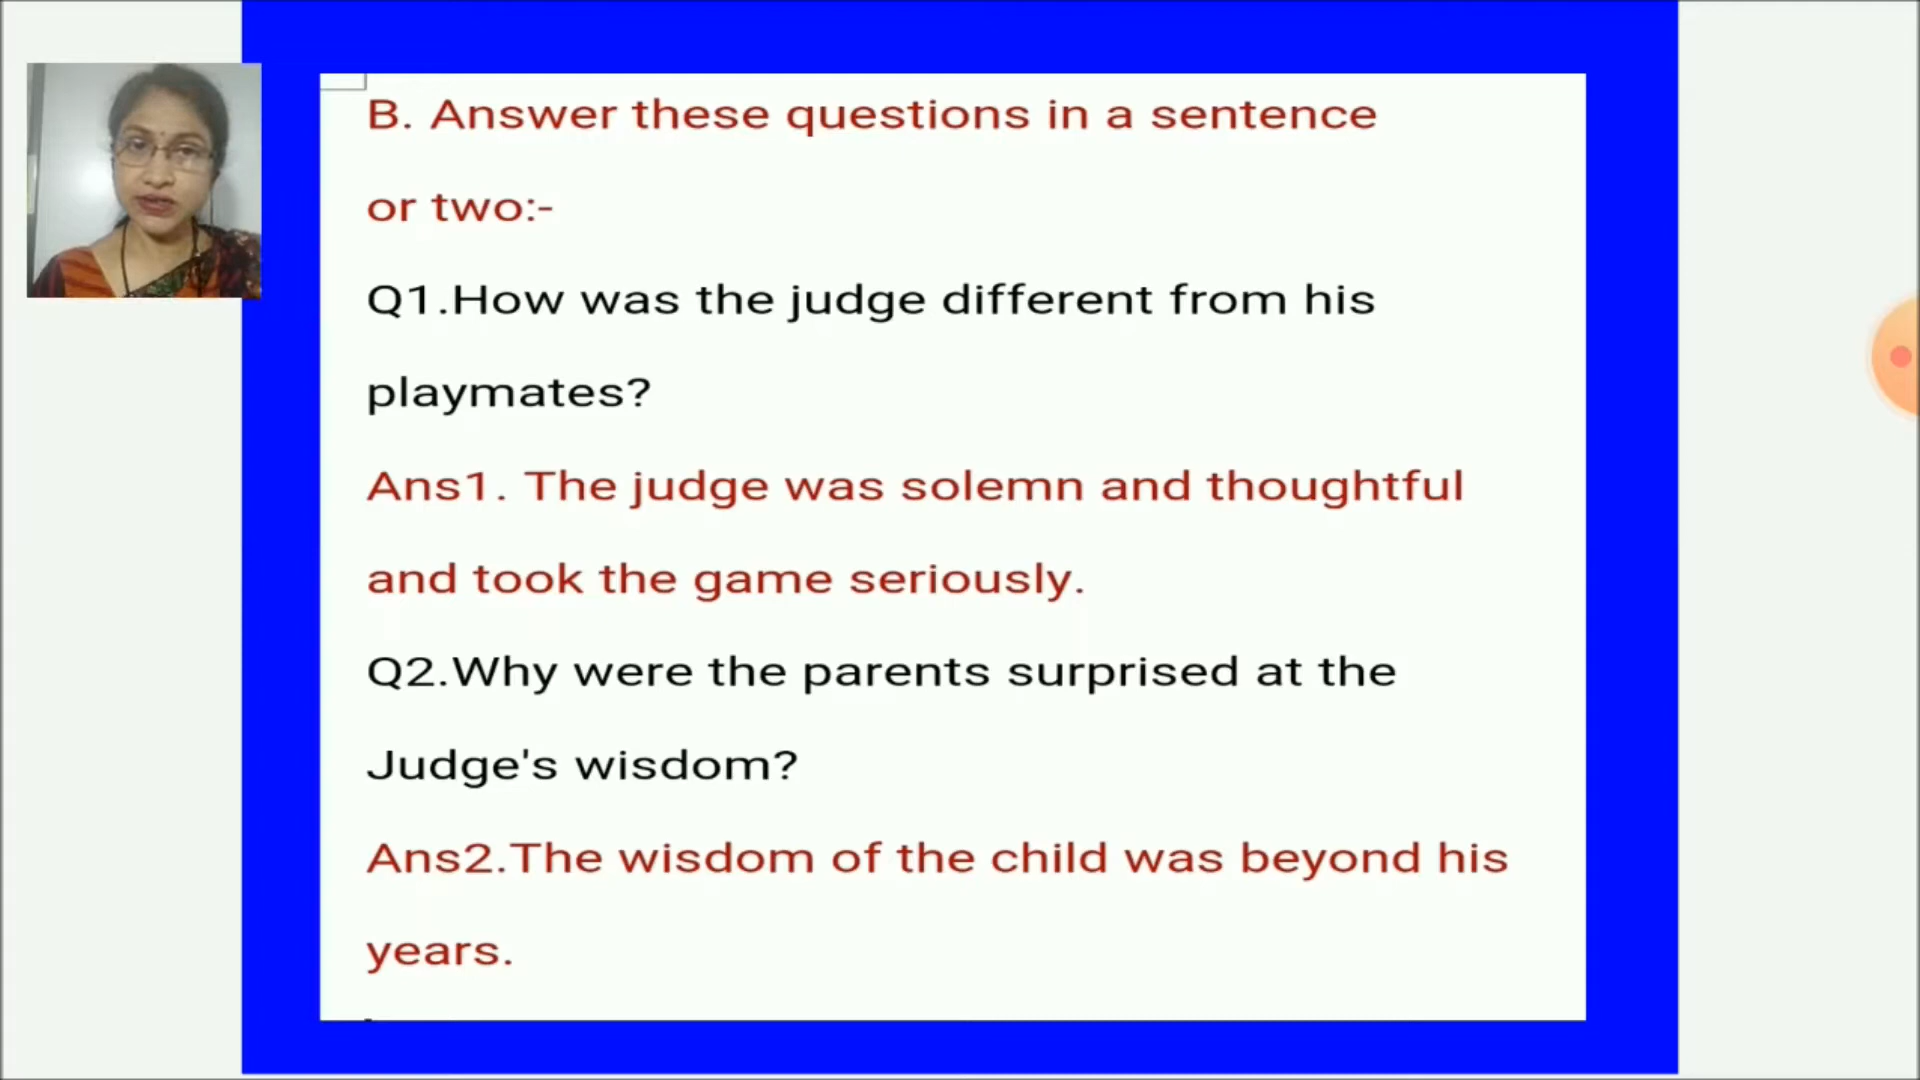 B. Answer these questions in a sentence
or two:-
Q1.How was the judge different from his
playmates?
Ans1. The judge was solemn and thoughtful
and took the game seriously.
Q2.Why were the parents surprised at the
Judge's wisdom?
Ans2.The wisdom of the child was beyond his
years.